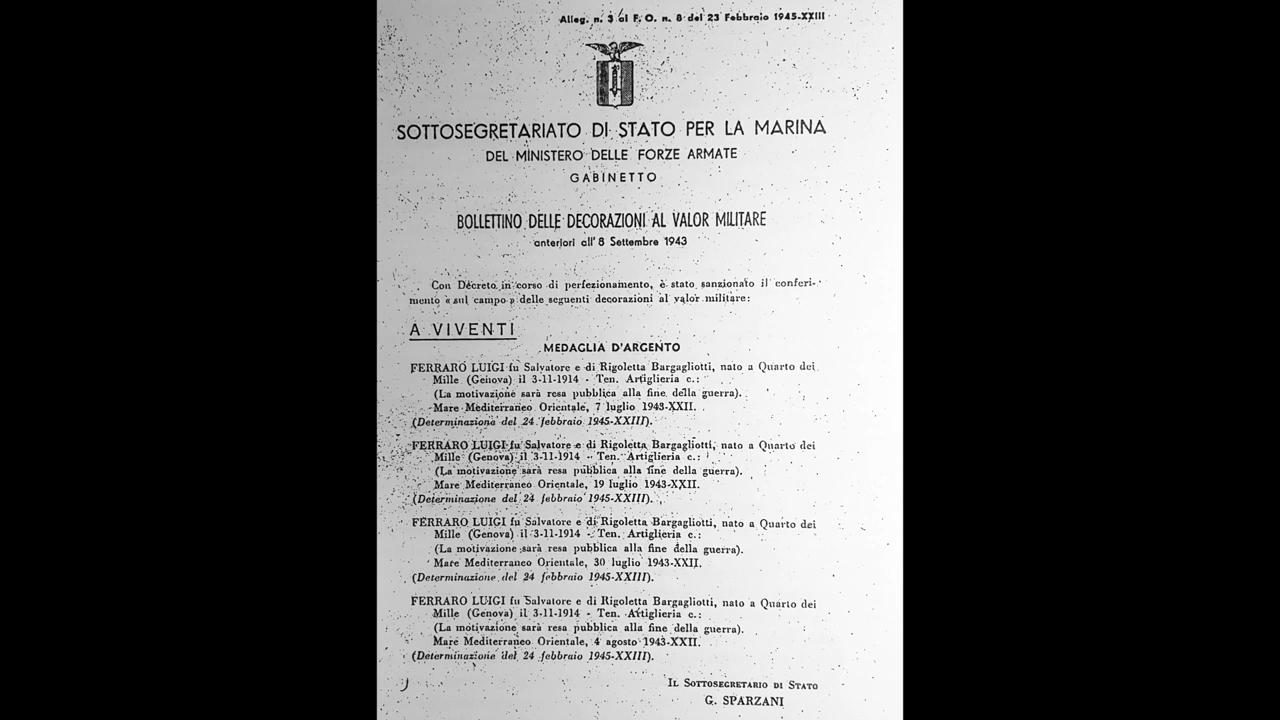 Alleg. n. 3 al F. O. n. 8 del 23 Febbraio 1945-XXIII
SOTTOSEGRETARIATO DI STATO PER LA MARINA
DEL MINISTERO DELLE FORZE ARMATE
GABINETTO
BOLLETTINO DELLE DECORAZIONI AL VALOR MILITARE
anteriori all' 8 Settembre 1943
Con Decreto in corso di perfezionamento, è stato sanzionato il conferi-
mento « sul campo » delle seguenti decorazioni al valor militare:
A VIVENTI
MEDAGLIA D'ARGENTO
FERRARO LUIGI fu Salvatore e di Rigoletta Bargagliotti, nato a Quarto dei
Mille (Genova) il 3-11-1914 - Ten. Artiglieria c.:
(La motivazione sarà resa pubblica alla fine della guerra).
Mare Mediterraneo Orientale, 7 luglio 1943-XXII.
(Determinazione del 24 febbraio 1945-XXIII).
FERRARO LUIGI fu Salvatore e di Rigoletta Bargagliotti, nato a Quarto dei
Mille (Genova) il 3-11-1914 - Ten. Artiglieria c.:
(La motivazione sarà resa pubblica alla fine della guerra).
Mare Mediterraneo Orientale, 19 luglio 1943-XXII.
(Determinazione del 24 febbraio 1945-XXIII).
FERRARO LUIGI fu Salvatore e di Rigoletta Bargagliotti, nato a Quarto dei
Mille (Genova) il 3-11-1914 - Ten. Artiglieria c.:
(La motivazione sarà resa pubblica alla fine della guerra).
Mare Mediterraneo Orientale, 30 luglio 1943-XXII.
(Determinazione del 24 febbraio 1945-XXIII).
FERRARO LUIGI fu Salvatore e di Rigoletta Bargagliotti, nato a Quarto dei
Mille (Genova) il 3-11-1914 - Ten. Artiglieria c.:
(La motivazione sarà resa pubblica alla fine della guerra).
Mare Mediterraneo Orientale, 4 agosto 1943-XXII.
(Determinazione del 24 febbraio 1945-XXIII).
IL SOTTOSEGRETARIO DI STATO
G. SPARZANI